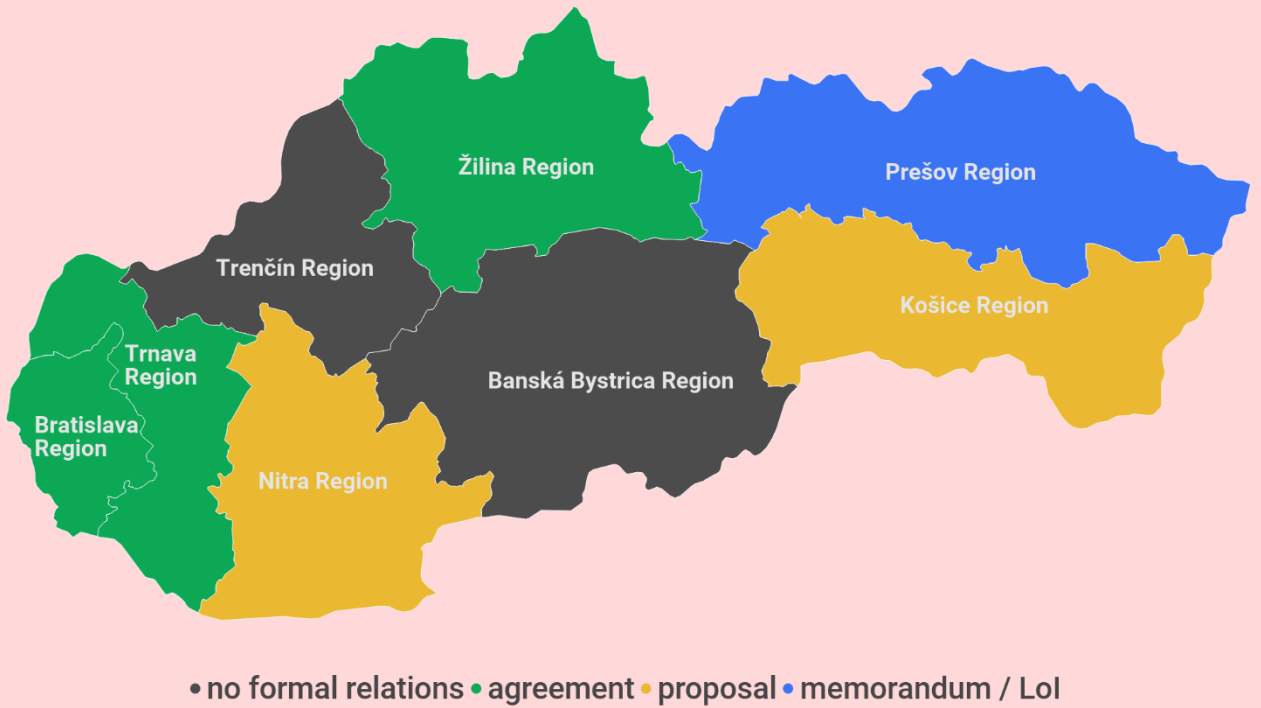 Žilina Region
Prešov Region
Trenčín Region
Košice Region
Trnava
Region
Banská Bystrica Region
Bratislava
Region
Nitra Region
• no formal relations • agreement • proposal • memorandum / LoI